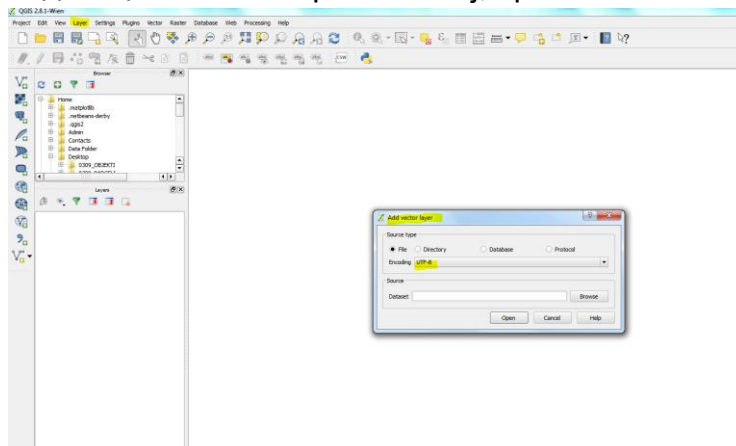 QGIS 2.8.1-Wien
Project Edit View Layer Settings Plugins Vector Raster Database Web Processing Help
CSW
Browser
Home
.matplotlib
.netbeans-derby
.qgis2
Admin
Contacts
Data Folder
Desktop
0309_OBJEKTI
Layers
Add vector layer
Source type
File Directory Database Protocol
Encoding UTF-8
Source
Dataset Browse
Open Cancel Help